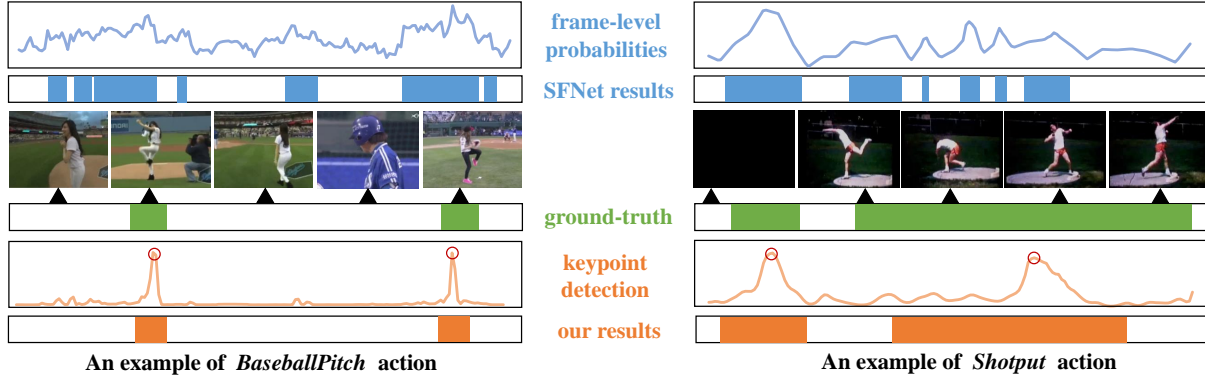 frame-level
probabilities
SFNet results
ground-truth
keypoint
detection
our results
An example of BaseballPitch action
An example of Shotput action